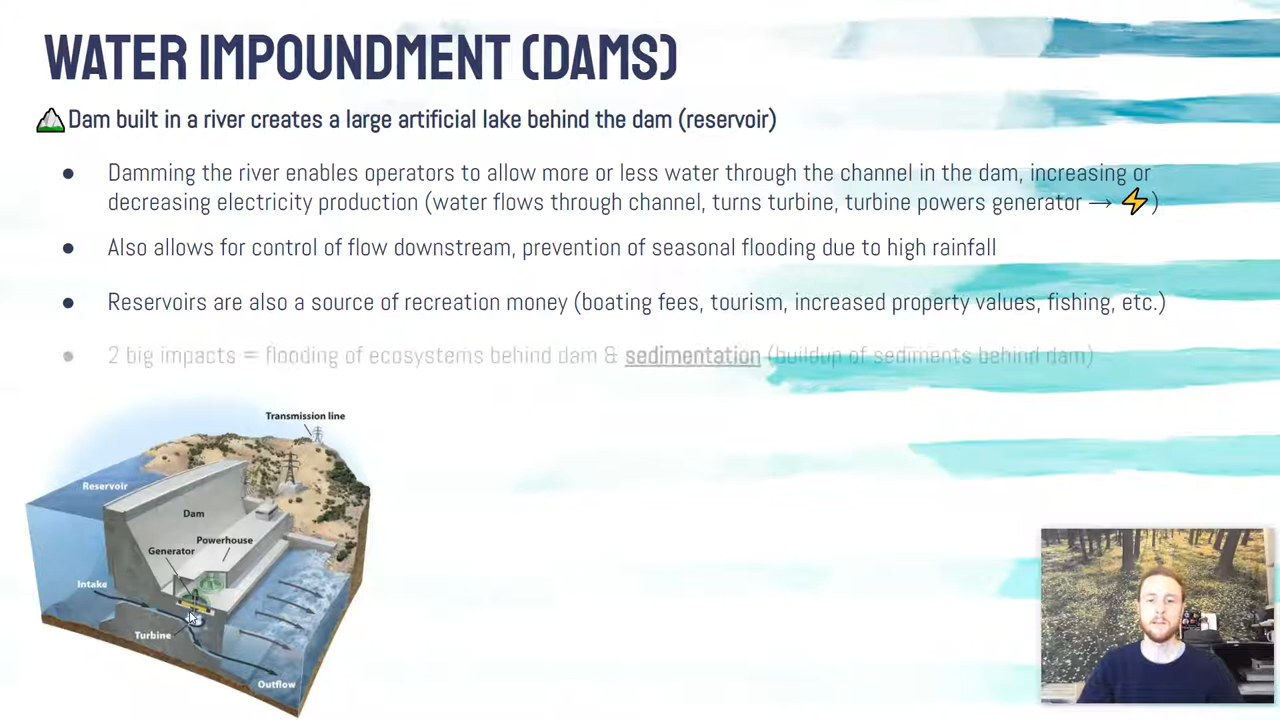 WATER IMPOUNDMENT (DAMS)
Dam built in a river creates a large artificial lake behind the dam (reservoir)
Damming the river enables operators to allow more or less water through the channel in the dam, increasing or
decreasing electricity production (water flows through channel, turns turbine, turbine powers generator → ⚡)
Also allows for control of flow downstream, prevention of seasonal flooding due to high rainfall
Reservoirs are also a source of recreation money (boating fees, tourism, increased property values, fishing, etc.)
2 big impacts = flooding of ecosystems behind dam & sedimentation (buildup of sediments behind dam)
Transmission line
Reservoir
Dam
Powerhouse
Generator
Intake
Turbine
Outflow